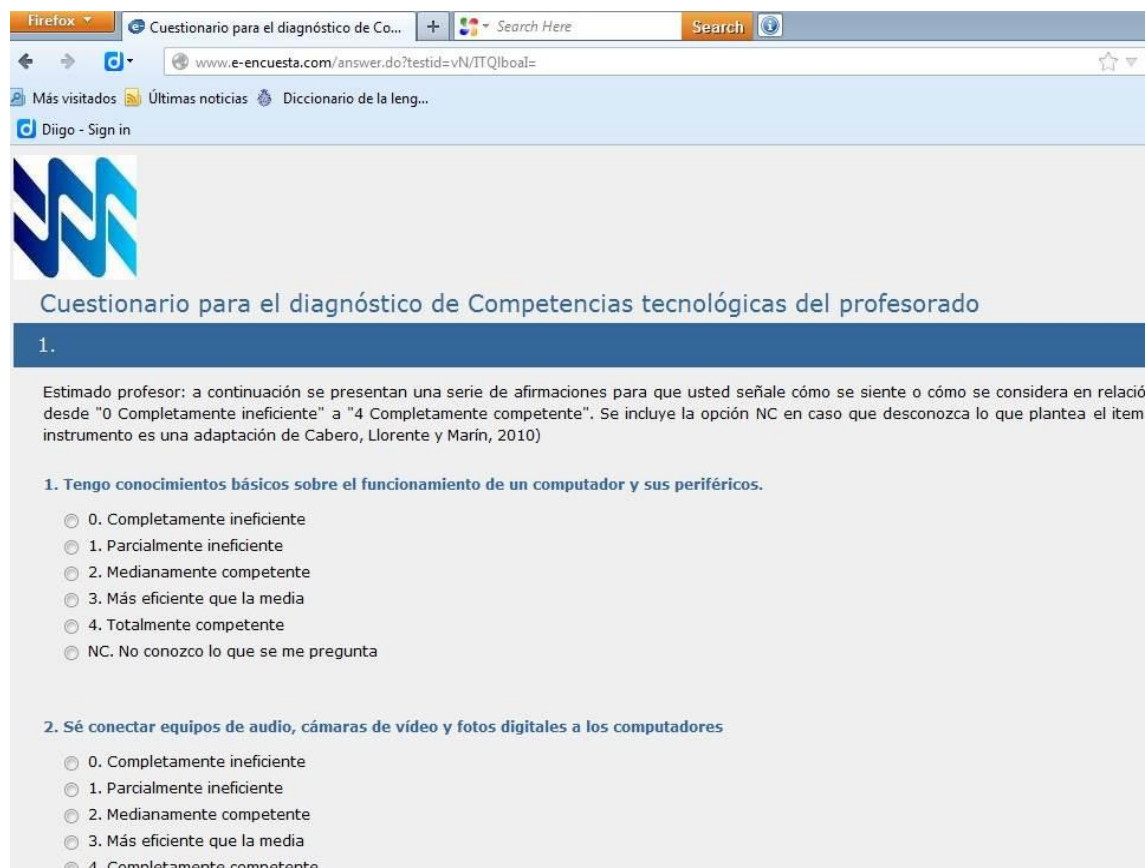 Firefox
Cuestionario para el diagnóstico de Co...
+
Search Here
Search
www.e-encuesta.com/answer.do?testid=vN/ITQlboaI=
Más visitados Últimas noticias Diccionario de la leng...
Diigo - Sign in
Cuestionario para el diagnóstico de Competencias tecnológicas del profesorado
1.
Estimado profesor: a continuación se presentan una serie de afirmaciones para que usted señale cómo se siente o cómo se considera en relació
desde "0 Completamente ineficiente" a "4 Completamente competente". Se incluye la opción NC en caso que desconozca lo que plantea el item
instrumento es una adaptación de Cabero, Llorente y Marín, 2010)
1. Tengo conocimientos básicos sobre el funcionamiento de un computador y sus periféricos.
0. Completamente ineficiente
1. Parcialmente ineficiente
2. Medianamente competente
3. Más eficiente que la media
4. Totalmente competente
NC. No conozco lo que se me pregunta
2. Sé conectar equipos de audio, cámaras de vídeo y fotos digitales a los computadores
0. Completamente ineficiente
1. Parcialmente ineficiente
2. Medianamente competente
3. Más eficiente que la media
4. Completamente competente